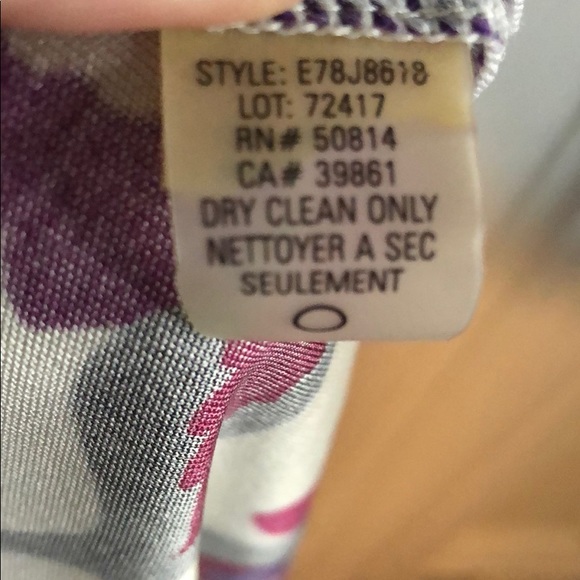 STYLE: E78J8618
LOT: 72417
RN# 50814
CA# 39861
DRY CLEAN ONLY
NETTOYER A SEC
SEULEMENT